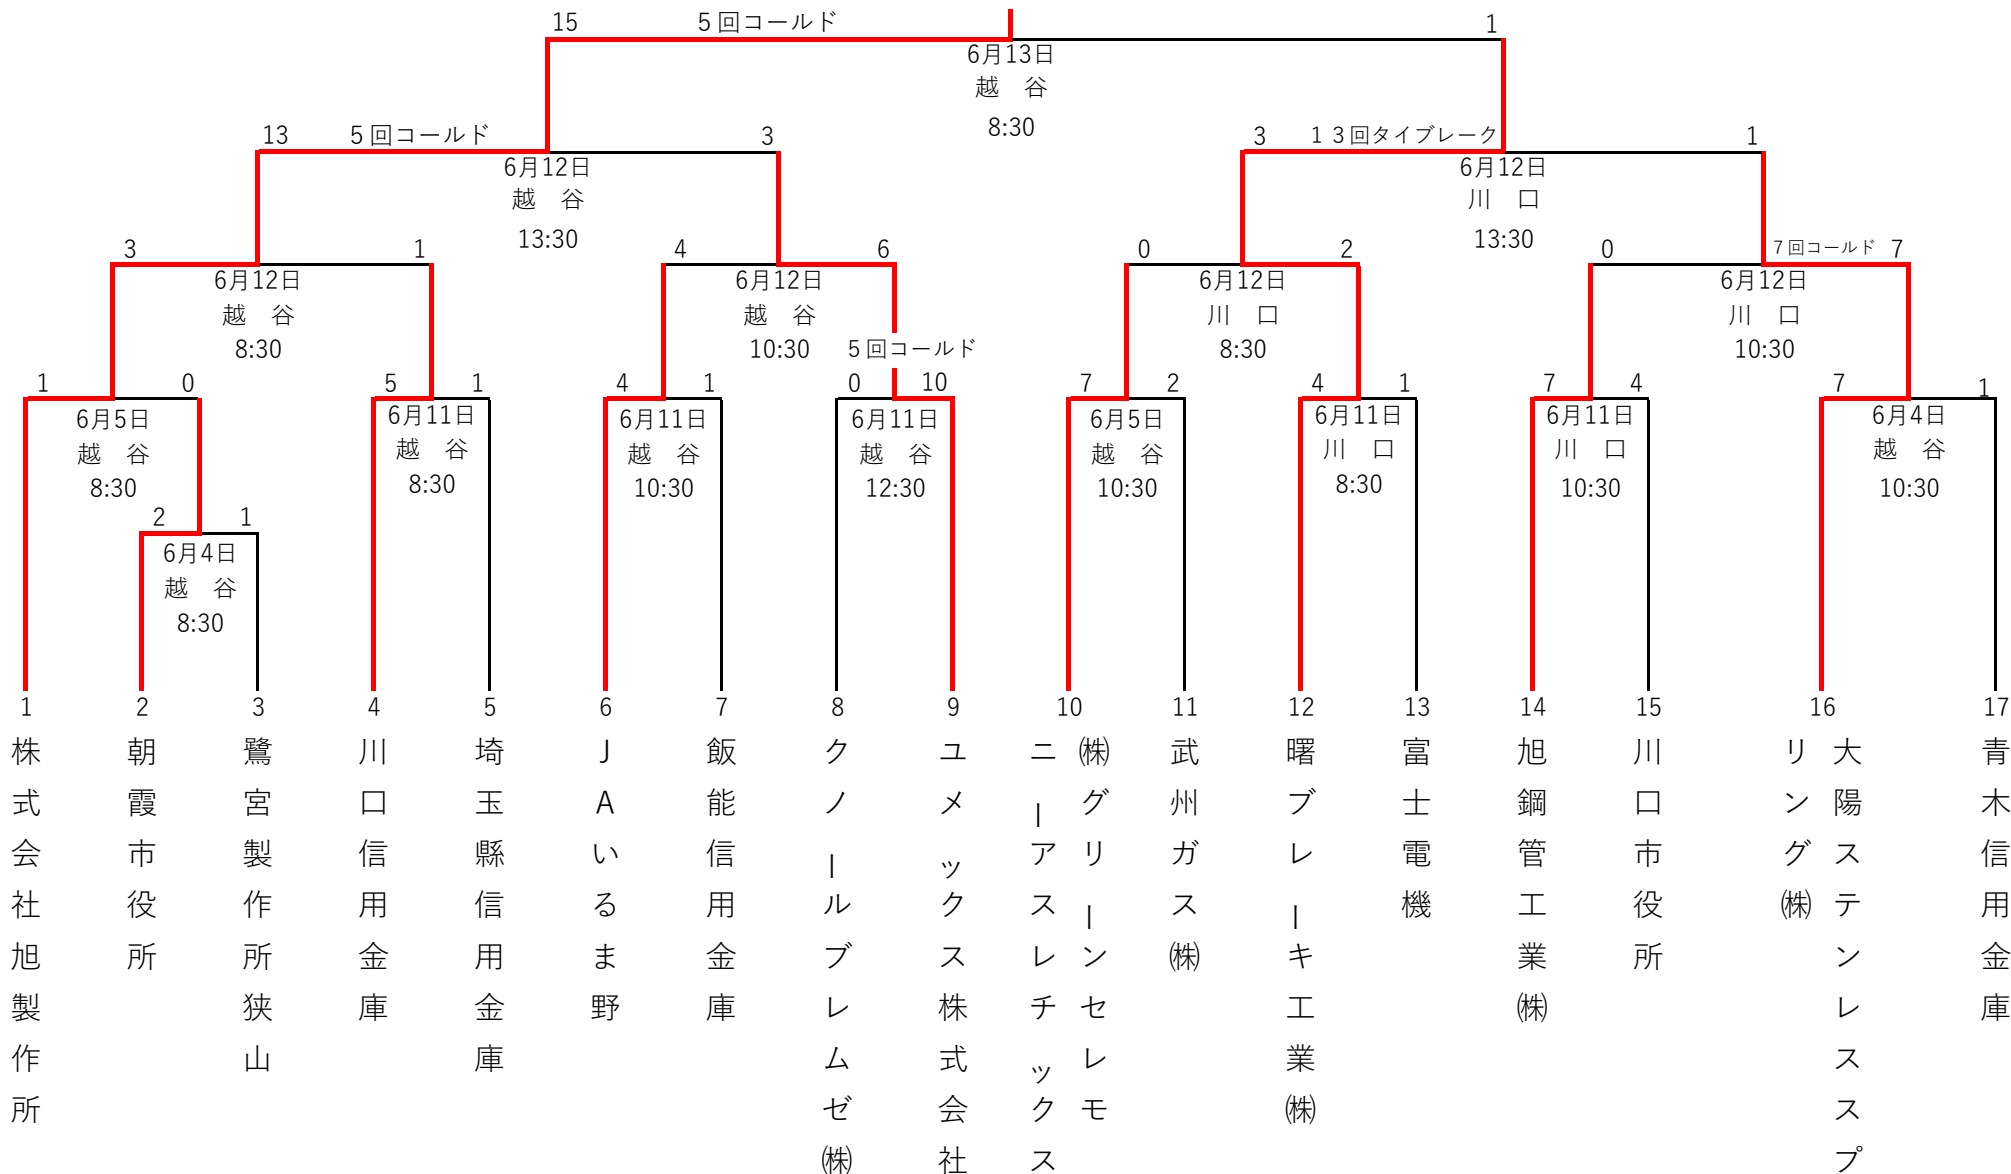 15 ５回コールド 1
6月13日
越　谷
8:30
13 ５回コールド 3
6月12日
越　谷
13:30
3 １３回タイブレーク 1
6月12日
川　口
13:30
3 1
6月12日
越　谷
8:30
4 6
6月12日
越　谷
10:30
0 2
6月12日
川　口
8:30
0 ７回コールド 7
6月12日
川　口
10:30
1 0
6月5日
越　谷
8:30
5 1
6月11日
越　谷
8:30
4 1
6月11日
越　谷
10:30
５回コールド
0 10
6月11日
越　谷
12:30
7 2
6月5日
越　谷
10:30
4 1
6月11日
川　口
8:30
7 4
6月11日
川　口
10:30
7 1
6月4日
越　谷
10:30
2 1
6月4日
越　谷
8:30
1
株式会社旭製作所
2
朝霞市役所
3
鷺宮製作所狭山
4
川口信用金庫
5
埼玉縣信用金庫
6
ＪＡいるま野
7
飯能信用金庫
8
クノールブレムゼ㈱
9
ユメックス株式会社
10
㈱グリーンセレモ
ニーアスレチックス
11
武州ガス㈱
12
曙ブレーキ工業㈱
13
富士電機
14
旭鋼管工業㈱
15
川口市役所
16
大陽ステンレススプ
リング㈱
17
青木信用金庫